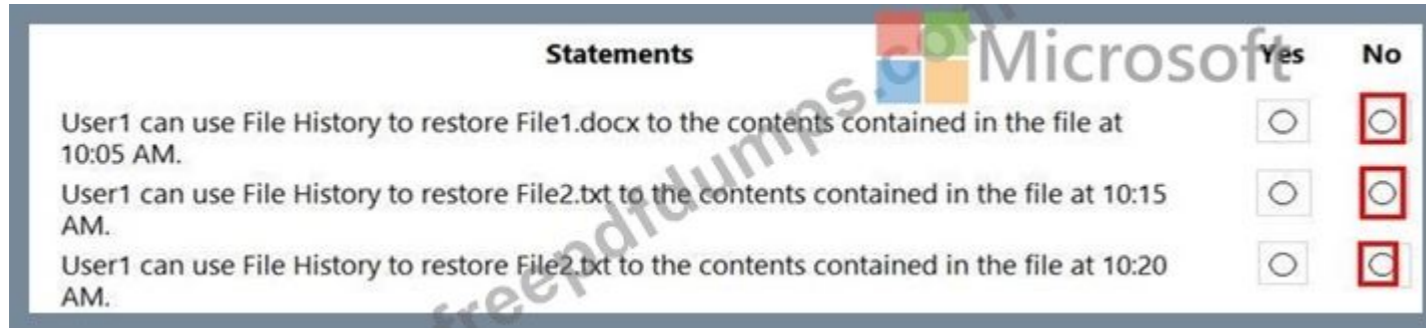 Statements Yes No
Microsoft
User1 can use File History to restore File1.docx to the contents contained in the file at
10:05 AM.
User1 can use File History to restore File2.txt to the contents contained in the file at 10:15
AM.
User1 can use File History to restore File2.txt to the contents contained in the file at 10:20
AM.
freepdfdumps.com